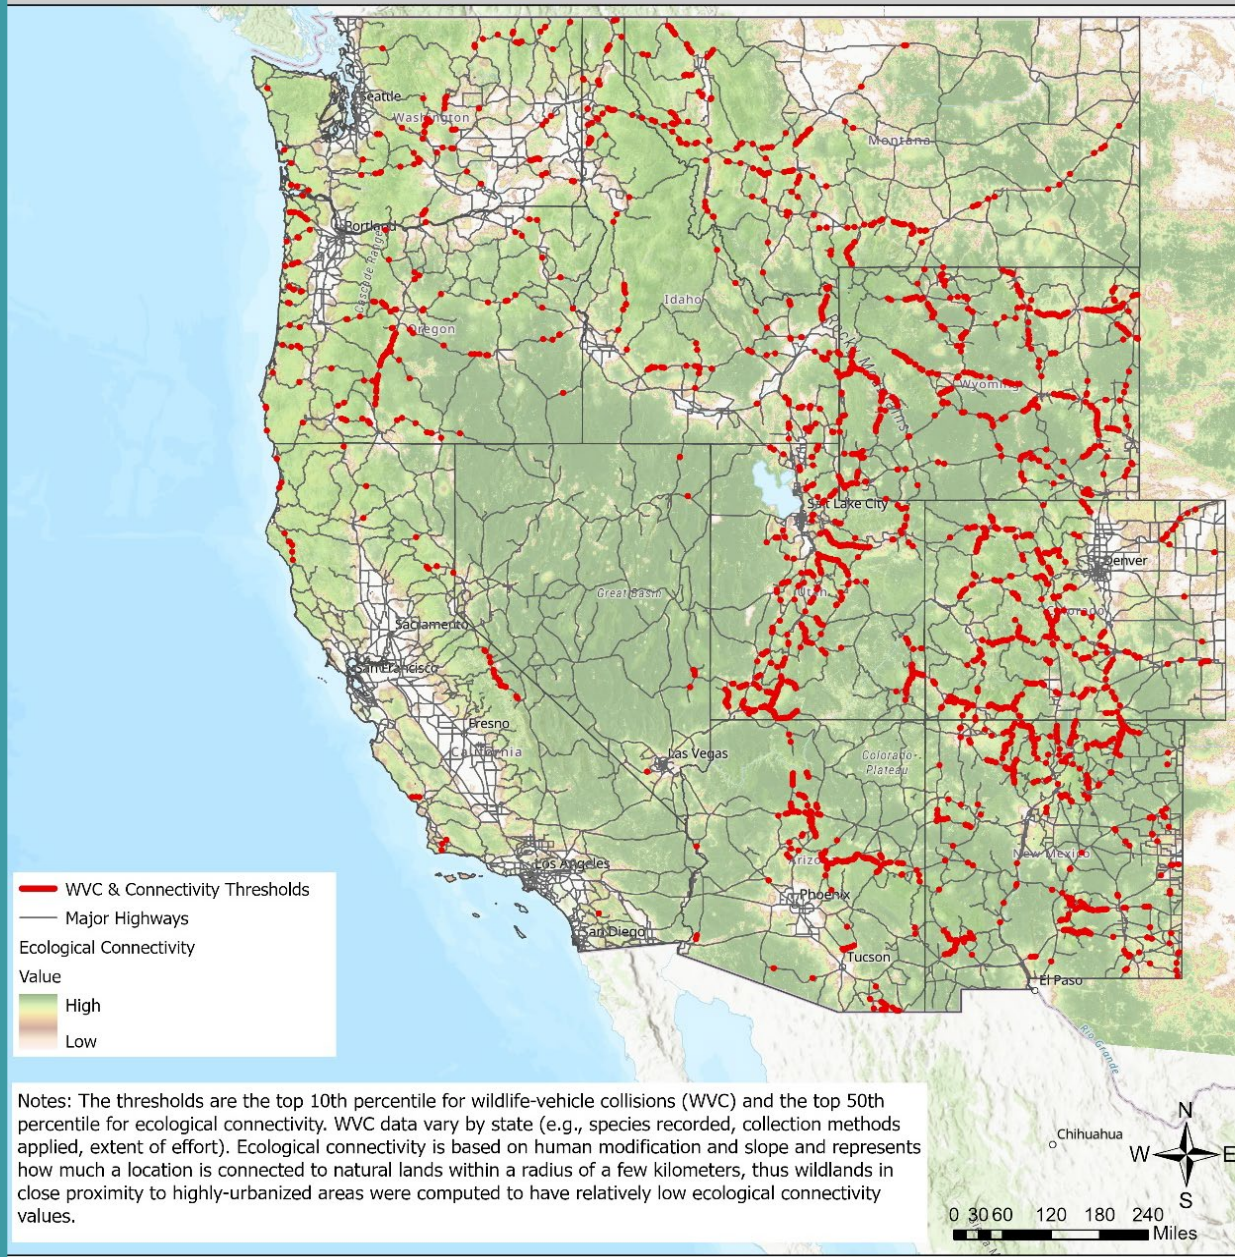 Seattle
Washington
Montana
Portland
Cascade Range
Idaho
Oregon
Rocky Mountains
Wyoming
Salt Lake City
Denver
Great Basin
Utah
Colorado
Sacramento
San Francisco
Fresno
California
Las Vegas
Colorado
Plateau
Los Angeles
New Mexico
Phoenix
San Diego
Tucson
El Paso
Rio Grande
Chihuahua
WVC & Connectivity Thresholds
Major Highways
Ecological Connectivity
Value
High
Low
Notes: The thresholds are the top 10th percentile for wildlife-vehicle collisions (WVC) and the top 50th
percentile for ecological connectivity. WVC data vary by state (e.g., species recorded, collection methods
applied, extent of effort). Ecological connectivity is based on human modification and slope and represents
how much a location is connected to natural lands within a radius of a few kilometers, thus wildlands in
close proximity to highly-urbanized areas were computed to have relatively low ecological connectivity
values.
N
W E
S
0 30 60 120 180 240
Miles